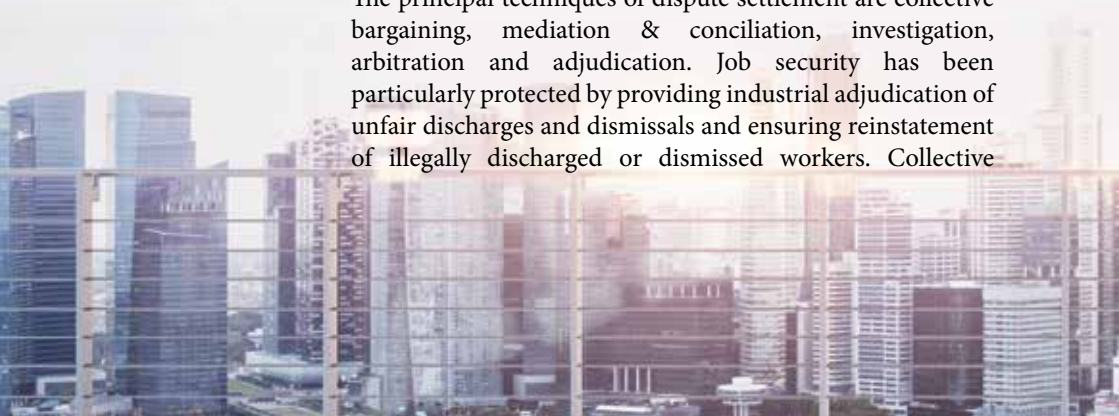 The principal techniques of dispute settlement are collective
bargaining, mediation & conciliation, investigation,
arbitration and adjudication. Job security has been
particularly protected by providing industrial adjudication of
unfair discharges and dismissals and ensuring reinstatement
of illegally discharged or dismissed workers. Collective